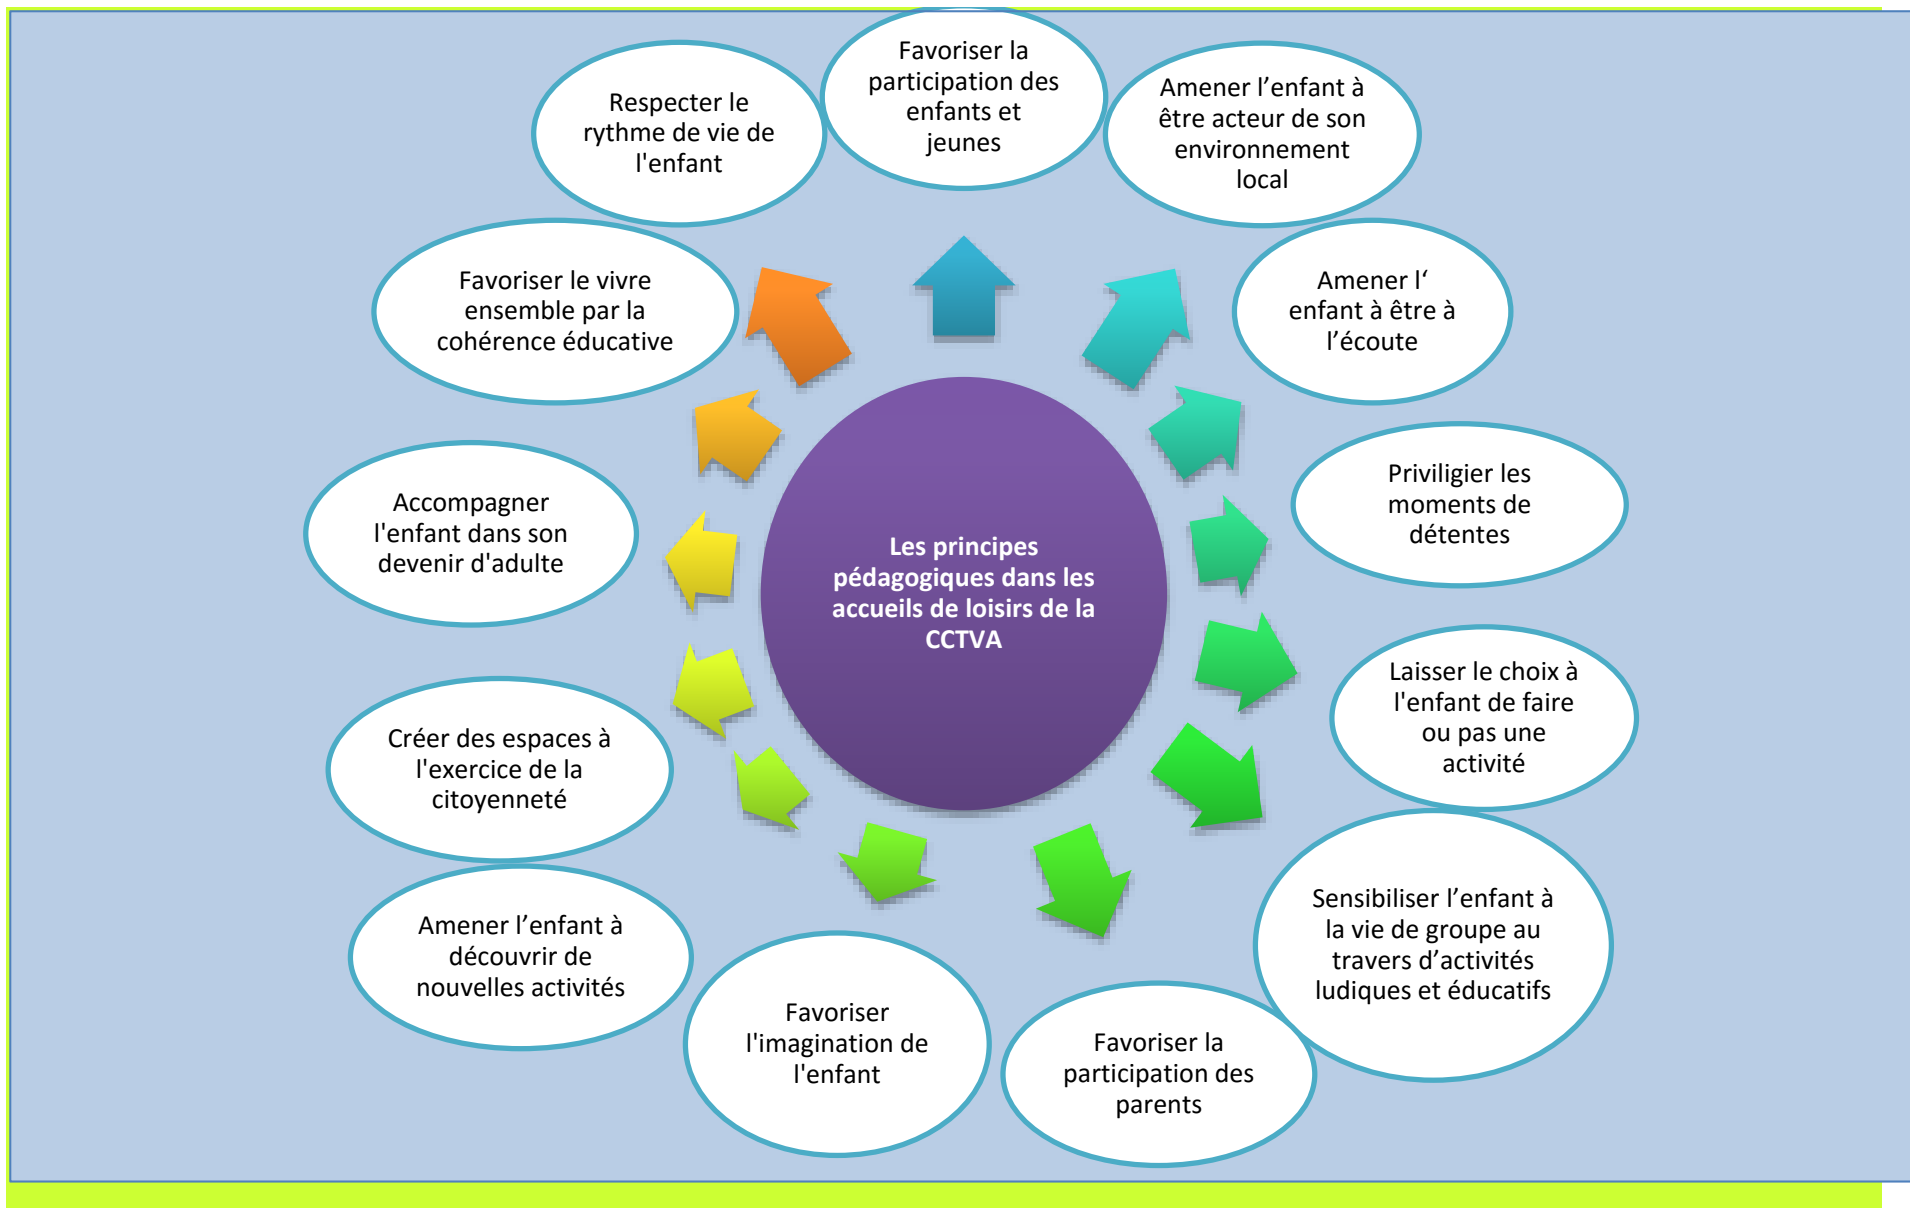 Favoriser la
participation des
enfants et
jeunes
Amener l’enfant à
être acteur de son
environnement
local
Amener l‘
enfant à être à
l’écoute
Priviligier les
moments de
détentes
Laisser le choix à
l'enfant de faire
ou pas une
activité
Sensibiliser l’enfant à
la vie de groupe au
travers d’activités
ludiques et éducatifs
Favoriser la
participation des
parents
Favoriser
l'imagination de
l'enfant
Amener l’enfant à
découvrir de
nouvelles activités
Créer des espaces à
l'exercice de la
citoyenneté
Accompagner
l'enfant dans son
devenir d'adulte
Favoriser le vivre
ensemble par la
cohérence éducative
Respecter le
rythme de vie de
l'enfant
Les principes
pédagogiques dans les
accueils de loisirs de la
CCTVA